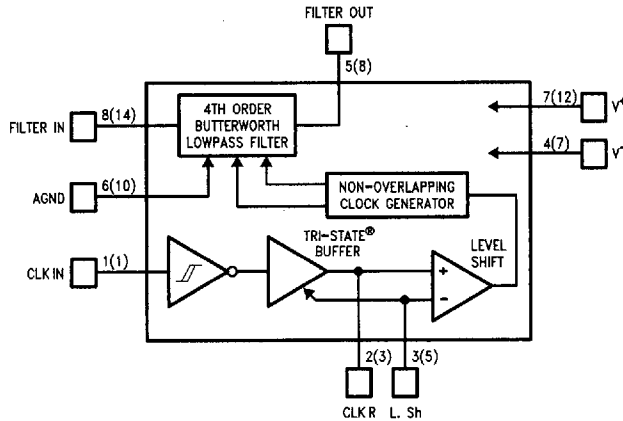 FILTER OUT
5(8)
7(12)
V+
8(14)
4TH ORDER
BUTTERWORTH
LOWPASS FILTER
FILTER IN
4(7)
V-
6(10)
AGND
NON-OVERLAPPING
CLOCK GENERATOR
TRI-STATE®
BUFFER
LEVEL
SHIFT
CLK IN
1(1)
+
-
2(3)
3(5)
CLK R
L. Sh